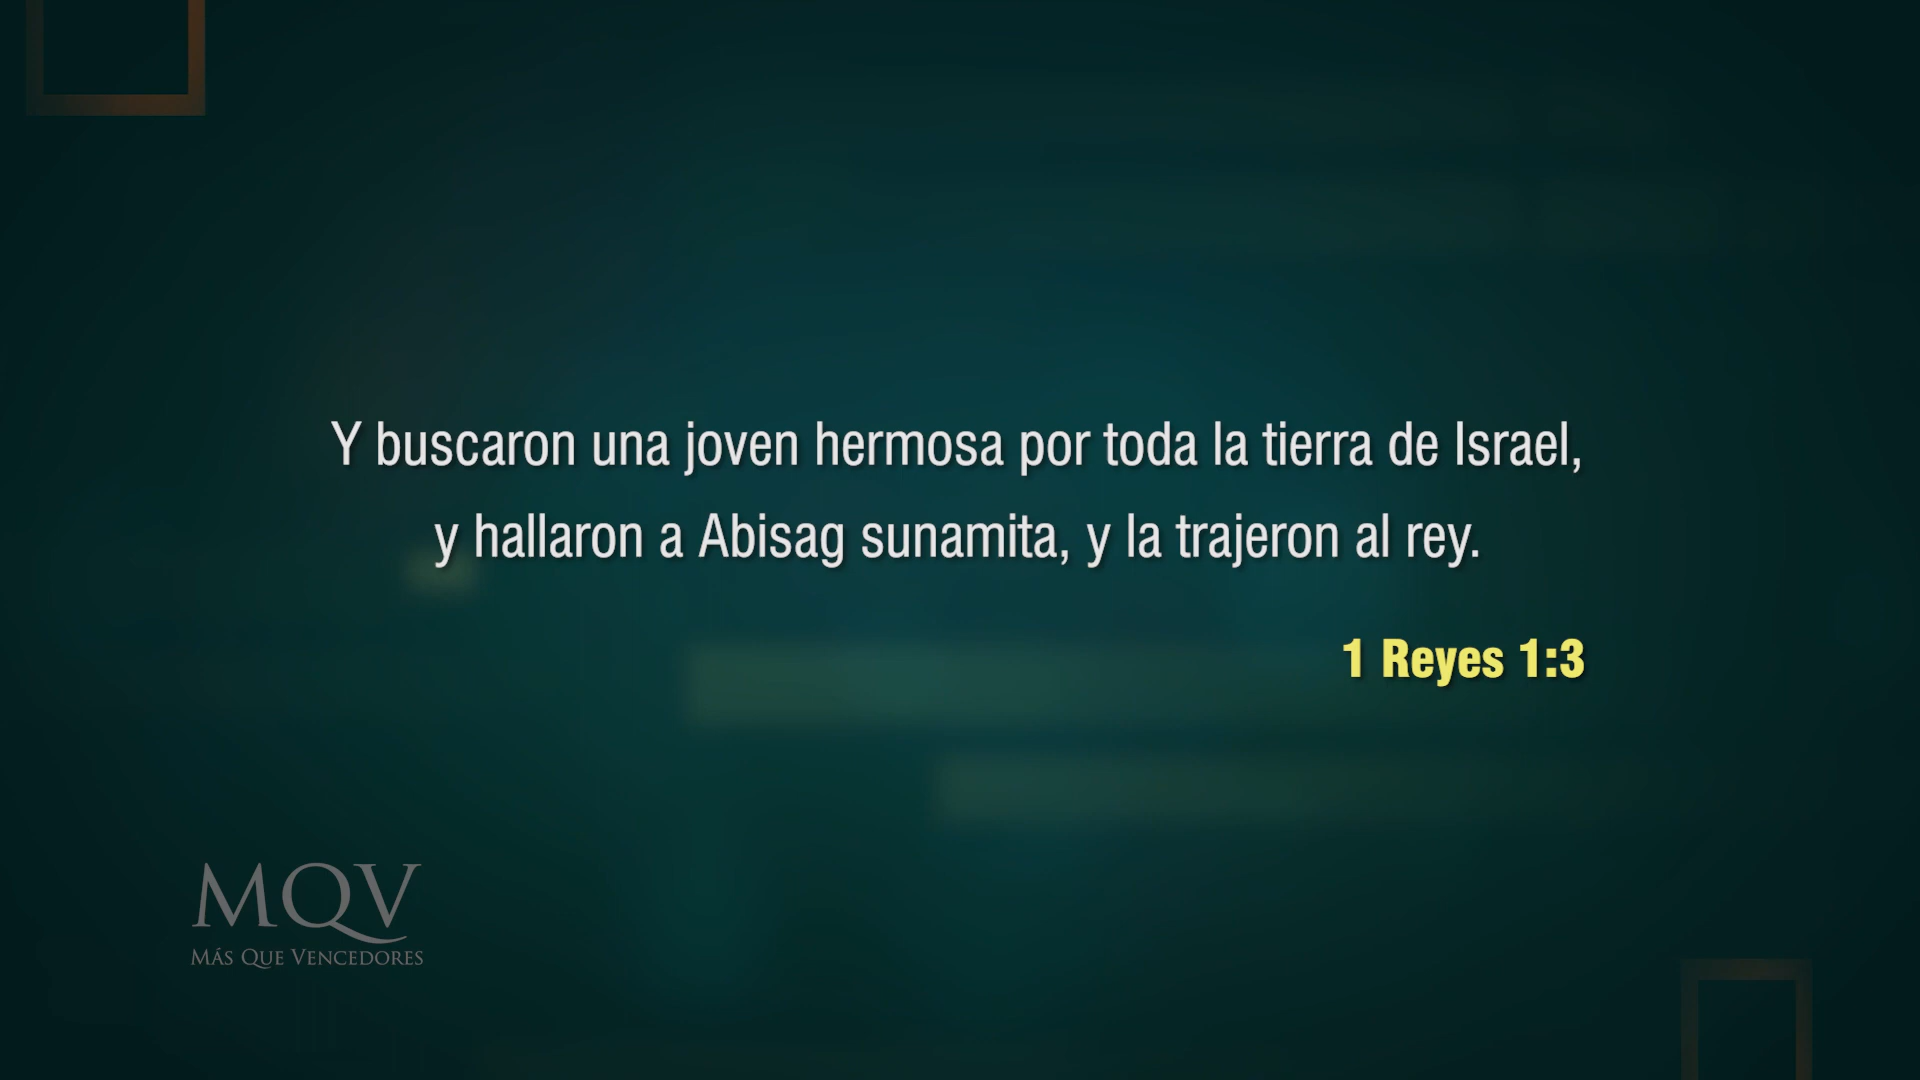 Y buscaron una joven hermosa por toda la tierra de Israel,
y hallaron a Abisag sunamita, y la trajeron al rey.
1 Reyes 1:3
MQV
Más Que Vencedores